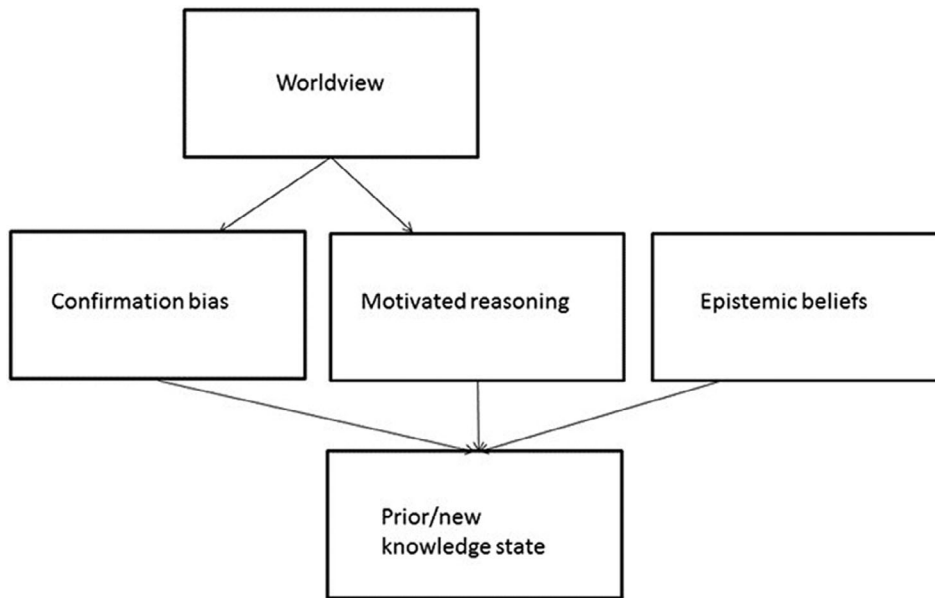 Worldview
Confirmation bias
Motivated reasoning
Epistemic beliefs
Prior/new
knowledge state